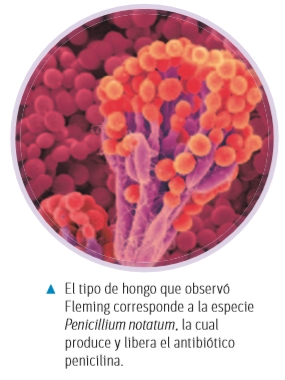 ▲ El tipo de hongo que observó
Fleming corresponde a la especie
Penicillium notatum, la cual
produce y libera el antibiótico
penicilina.